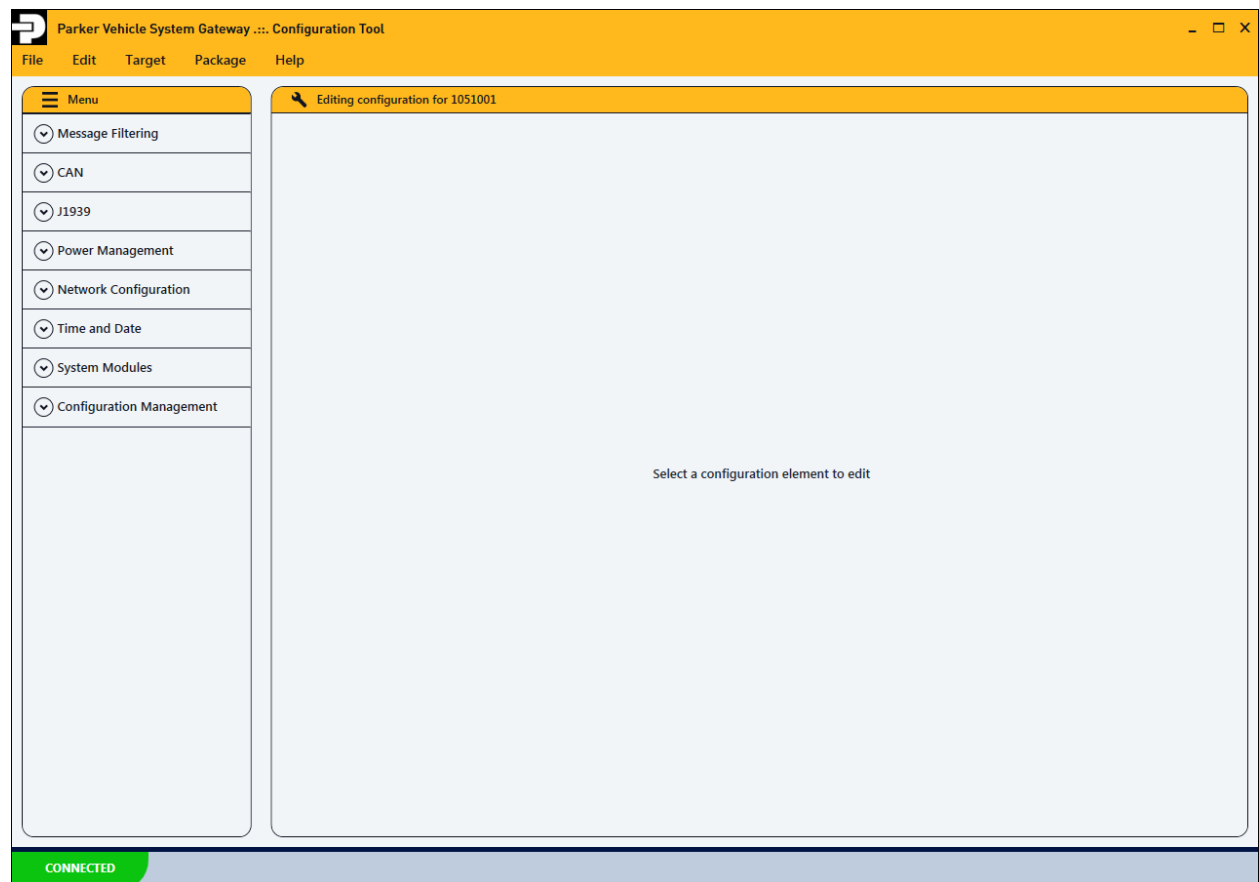 Parker Vehicle System Gateway .::. Configuration Tool
File Edit Target Package Help
Menu
Message Filtering
CAN
J1939
Power Management
Network Configuration
Time and Date
System Modules
Configuration Management
Editing configuration for 1051001
Select a configuration element to edit
CONNECTED